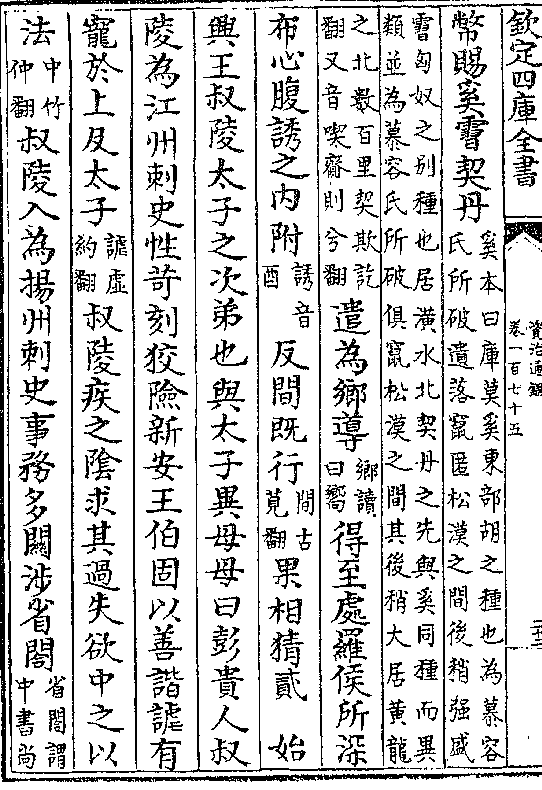 欽定四庫全書
資治通鑑
卷一百七十五
幣賜奚霫契丹奚本曰庫莫奚東部胡之種也為慕容
氏所破遺落竄匿松漠之間後稍强盛
霫匈奴之别種也居潢水北契丹之先與奚同種而異
類並為慕容氏所破俱竄松漠之間其後稍大居黄龍
之北數百里契欺訖
翻又音喫齎則兮翻遣為鄉導鄉讀曰嚮得至處羅侯所深
布心腹誘之内附誘音酉反間既行間古莧翻果相猜貳 始
興王叔陵太子之次弟也與太子異母母曰彭貴人叔
陵為江州刺史性苛刻狡險新安王伯固以善諧謔有
寵於上及太子謔虚約翻叔陵疾之陰求其過失欲中之以
法中竹仲翻叔陵入為揚州刺史事務多關涉省閣省閣謂中書尚